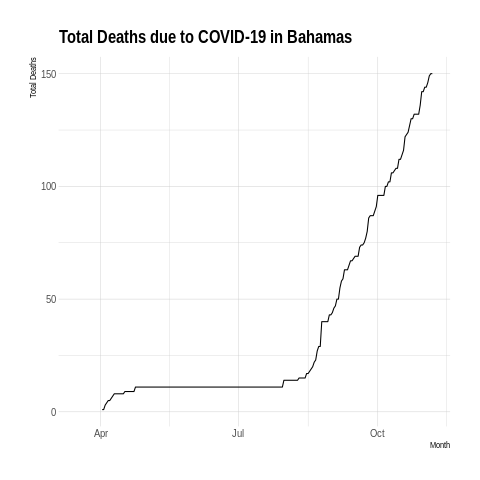 Total Deaths due to COVID-19 in Bahamas
Total Deaths
150
100
50
0
Apr Jul Oct
Month